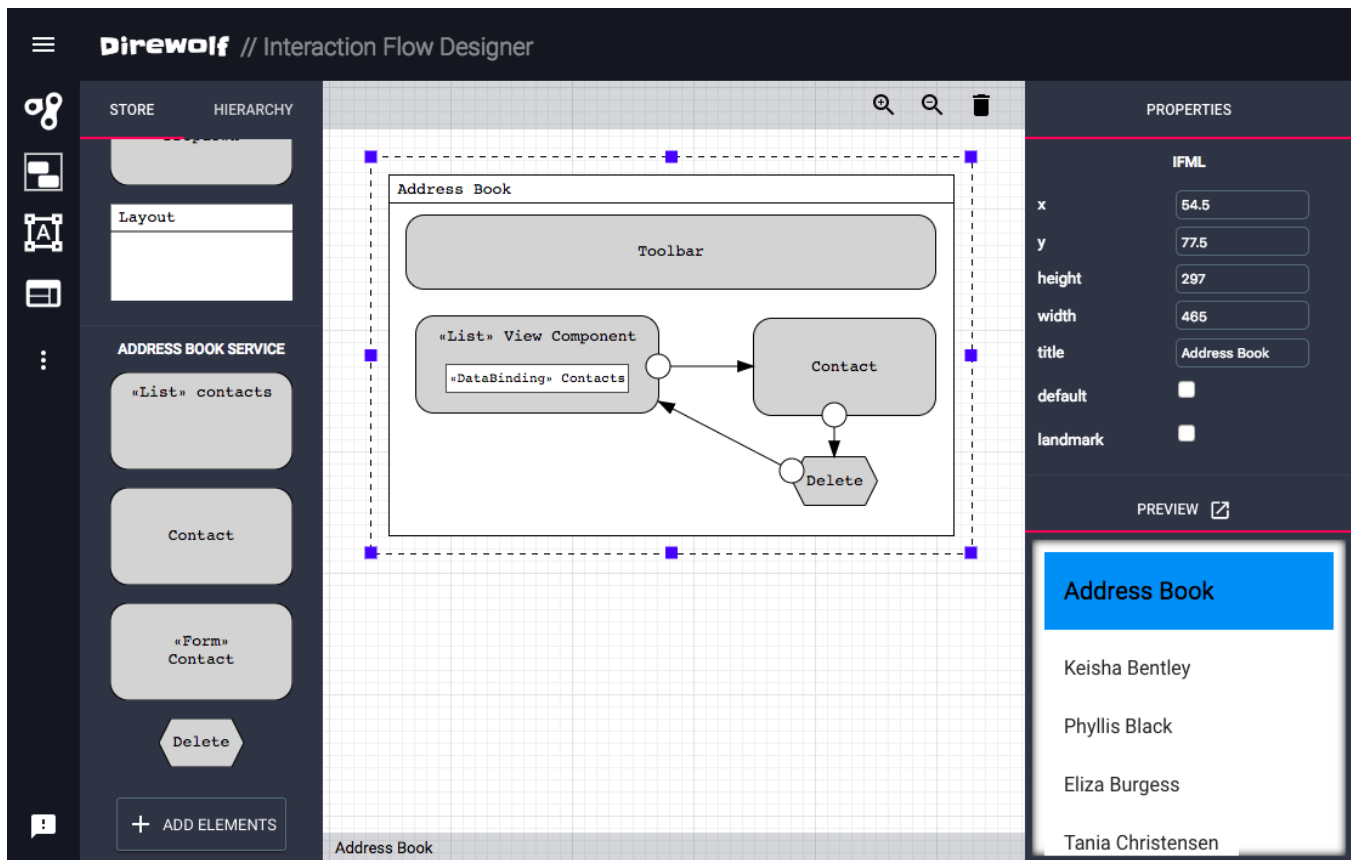 Direwolf // Interaction Flow Designer
STORE
HIERARCHY
Layout
ADDRESS BOOK SERVICE
«List» contacts
Contact
«Form»
Contact
Delete
ADD ELEMENTS
Address Book
Toolbar
«List» View Component
«DataBinding» Contacts
Contact
Delete
Address Book
PROPERTIES
IFML
x 54.5
y 77.5
height 297
width 465
title Address Book
default
landmark
PREVIEW
Address Book
Keisha Bentley
Phyllis Black
Eliza Burgess
Tania Christensen